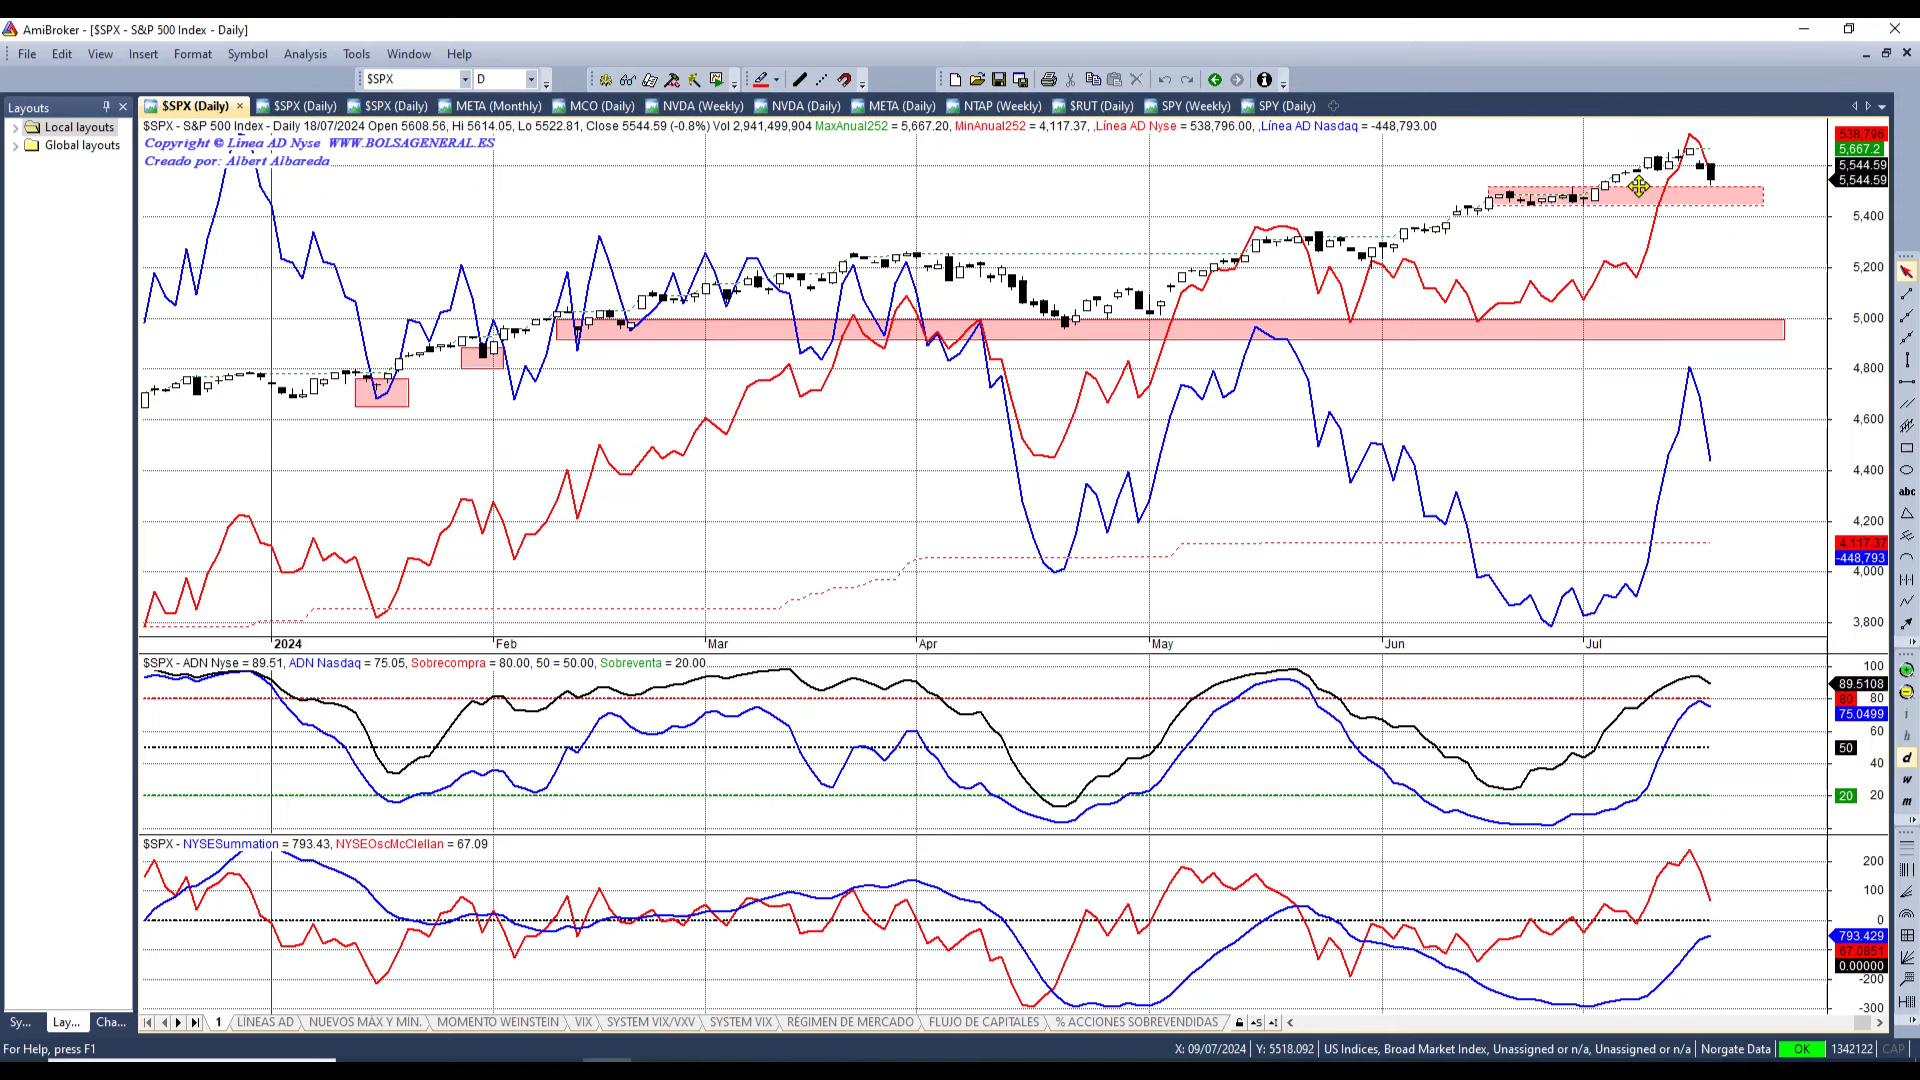 AmiBroker - [$SPX - S&P 500 Index - Daily]
File Edit View Insert Format Symbol Analysis Tools Window Help
$SPX D
Layouts
$SPX (Daily) $SPX (Daily) $SPX (Daily) META (Monthly) MCO (Daily) NVDA (Weekly) NVDA (Daily) META (Daily) NTAP (Weekly) $RUT (Daily) SPY (Weekly) SPY (Daily)
Local layouts
Global layouts
$SPX - S&P 500 Index - Daily 18/07/2024 Open 5608.56, Hi 5614.05, Lo 5522.81, Close 5544.59 (-0.8%) Vol 2,941,499,904 MaxAnual252 = 5,667.20, MinAnual252 = 4,117.37, ,Línea AD Nyse = 538,796.00, ,Línea AD Nasdaq = -448,793.00
Copyright © Línea AD Nyse WWW.BOLSAGENERAL.ES
Creado por: Albert Albareda
538,796
5,667.2
5,544.59
5,544.59
5,400
5,200
5,000
4,800
4,600
4,400
4,200
4,117.37
-448,793
4,000
3,800
2024 Feb Mar Apr May Jun Jul
$SPX - ADN Nyse = 89.51, ADN Nasdaq = 75.05, Sobrecompra = 80.00, 50 = 50.00, Sobreventa = 20.00
100
89.5108
80 80
75.0499
60
50
40
20 20
$SPX - NYSESummation = 793.43, NYSEOscMcClellan = 67.09
200
100
0
793.429
67.0851
0.00000
-200
-300
abc
i
h
d
w
m
Sy... Lay... Cha...
1 LÍNEAS AD NUEVOS MAX Y MÍN. MOMENTO WEINSTEIN VIX SYSTEM VIX/VXV SYSTEM VIX RÉGIMEN DE MERCADO FLUJO DE CAPITALES % ACCIONES SOBREVENDIDAS
For Help, press F1
X: 09/07/2024 Y: 5518.092 US Indices, Broad Market Index, Unassigned or n/a, Unassigned or n/a Norgate Data OK 1342122 CAP